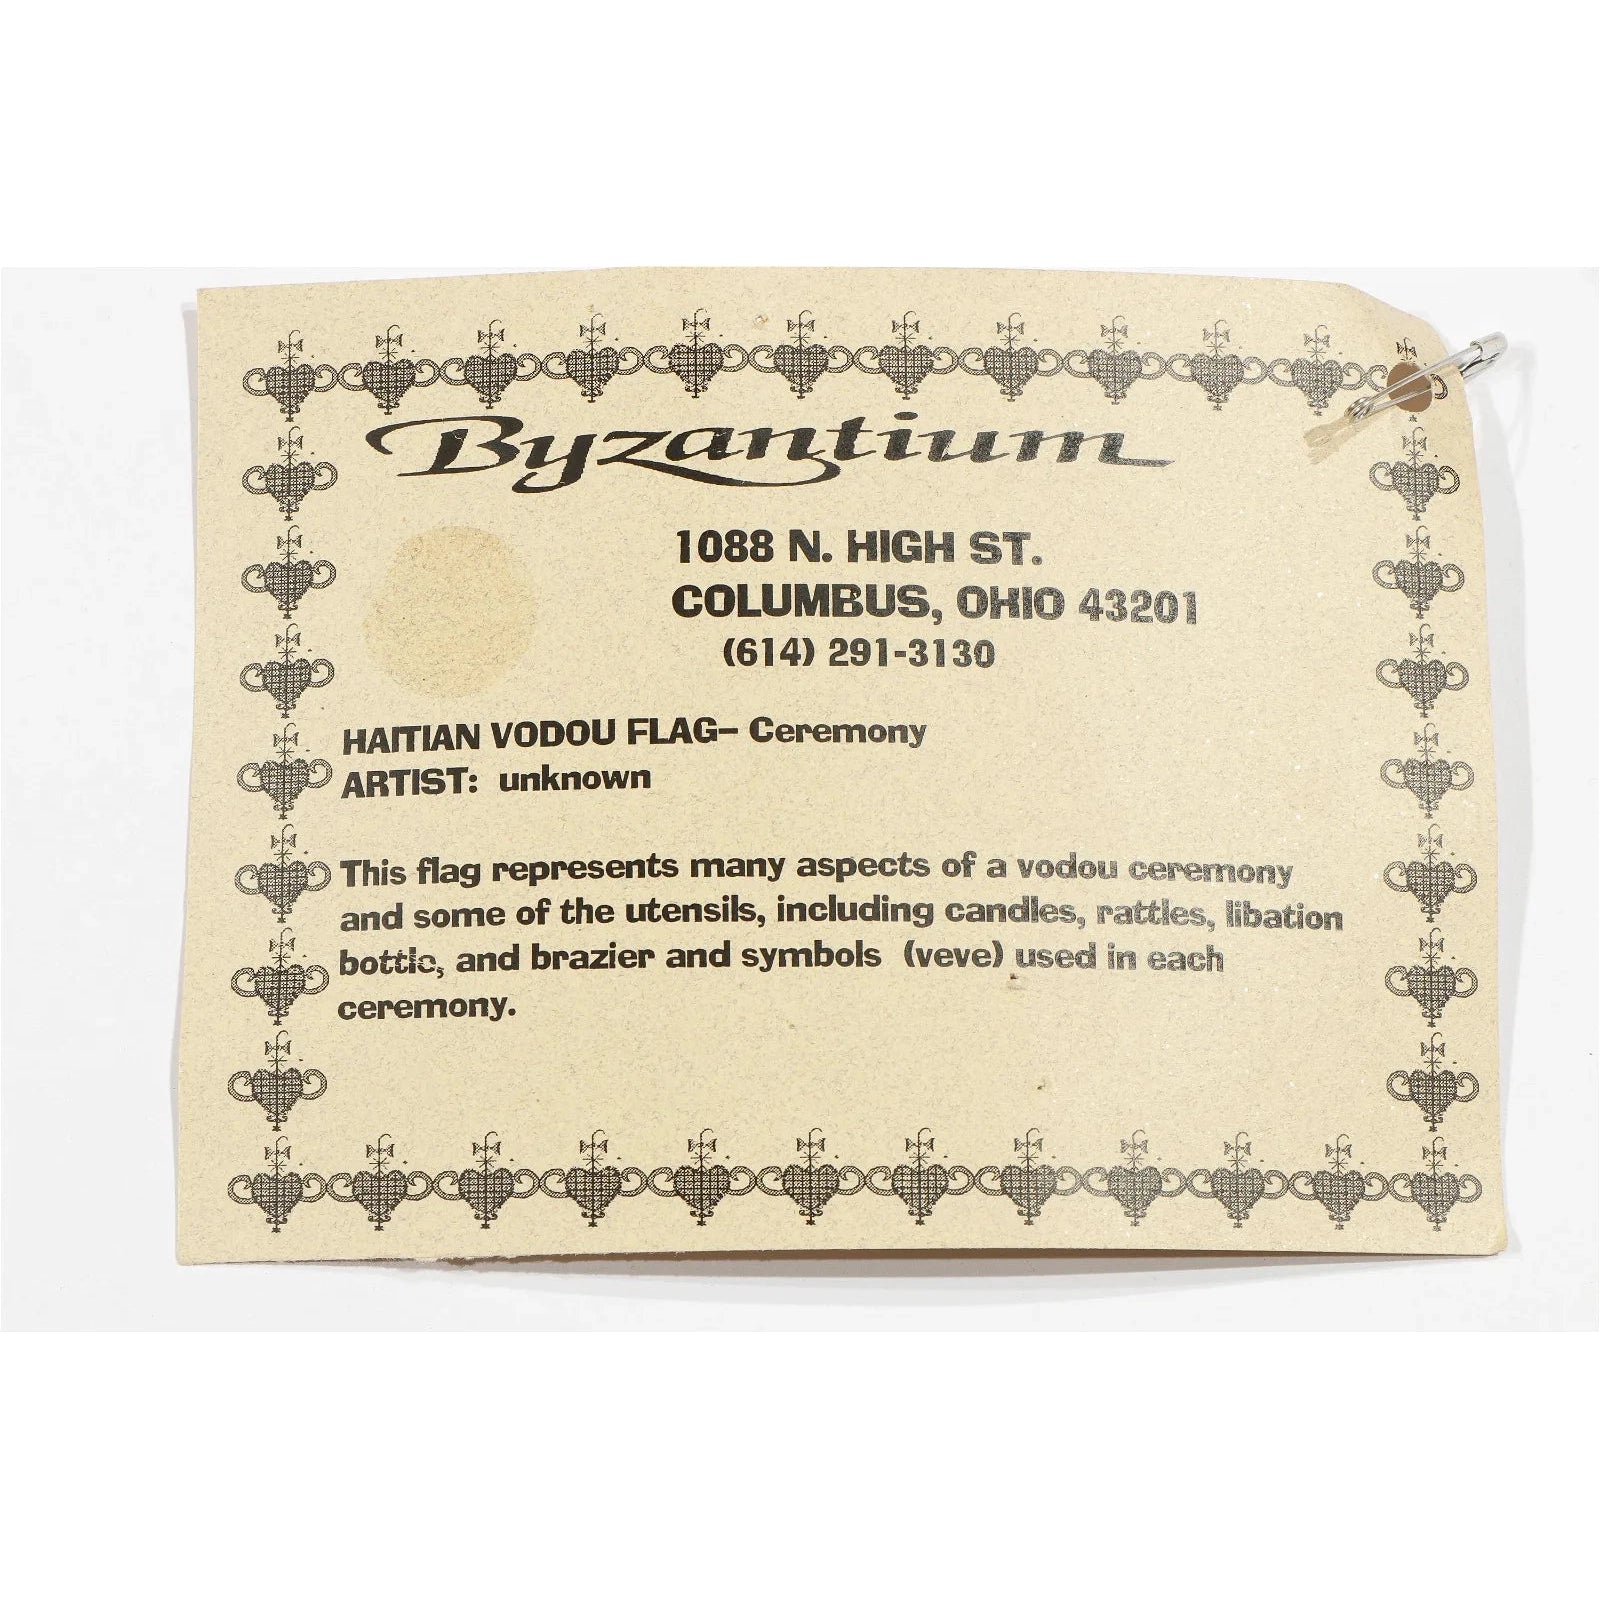 Byzantium
1088 N. HIGH ST.
COLUMBUS, OHIO 43201
(614) 291-3130
HAITIAN VODOU FLAG– Ceremony
ARTIST: unknown
This flag represents many aspects of a vodou ceremony
and some of the utensils, including candles, rattles, libation
bottle, and brazier and symbols (veve) used in each
ceremony.